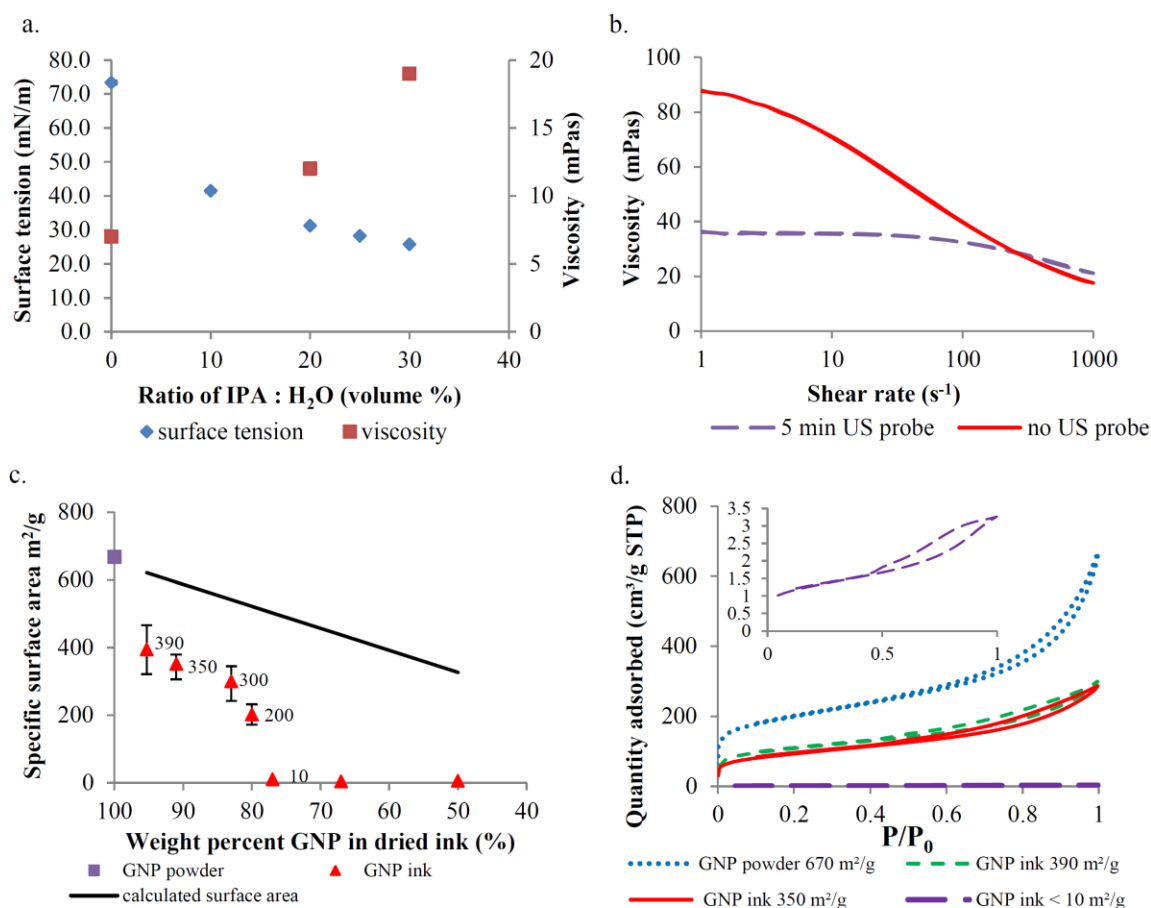 a.
Surface tension (mN/m)
80.0
70.0
60.0
50.0
40.0
30.0
20.0
10.0
0.0
20
15
10
5
0
Viscosity (mPas)
0 10 20 30 40
Ratio of IPA : H₂O (volume %)
surface tension viscosity
b.
Viscosity (mPas)
100
80
60
40
20
0
1 10 100 1000
Shear rate (s⁻¹)
5 min US probe no US probe
c.
Specific surface area m²/g
800
600
400
200
0
390
350
300
200
10
100 90 80 70 60 50 40
Weight percent GNP in dried ink (%)
GNP powder GNP ink
calculated surface area
d.
Quantity adsorbed (cm³/g STP)
800
600
400
200
0
3.5
3
2.5
2
1.5
1
0.5
0 0.5 1
0 0.2 0.4 0.6 0.8 1
P/P₀
GNP powder 670 m²/g GNP ink 390 m²/g
GNP ink 350 m²/g GNP ink < 10 m²/g